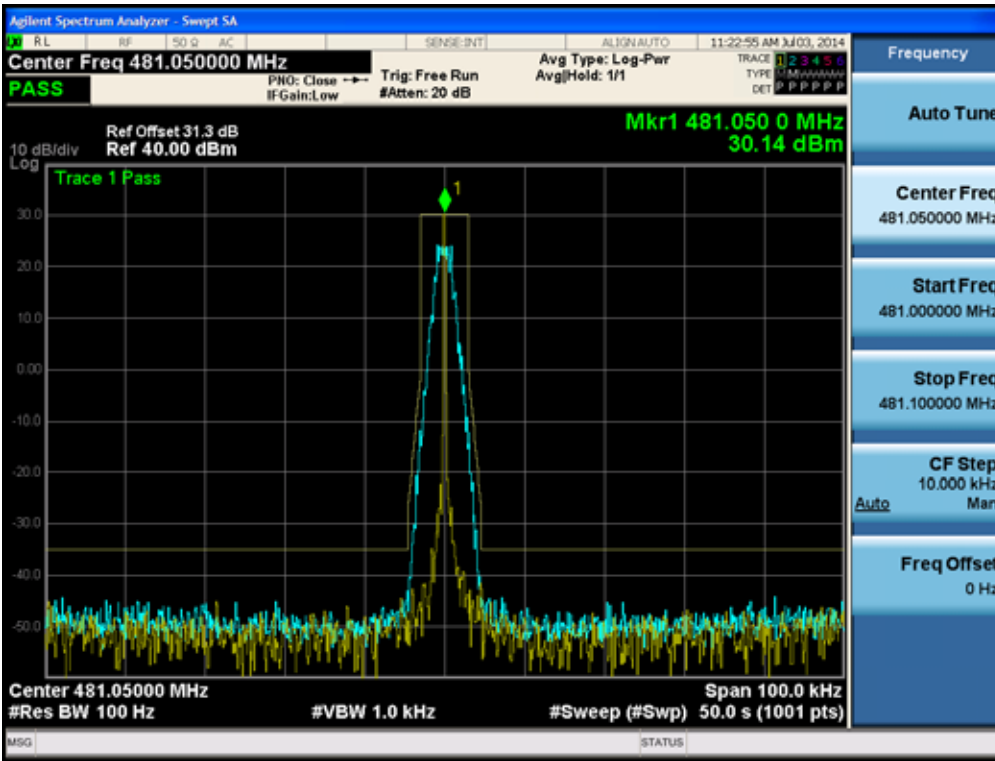 Agilent Spectrum Analyzer - Swept SA
RL RF 50 Ω AC SENSE:INT ALIGN AUTO 11:22:55 AM Jul 03, 2014
Center Freq 481.050000 MHz
PASS
PNO: Close
IFGain:Low
Trig: Free Run
#Atten: 20 dB
Avg Type: Log-Pwr
Avg|Hold: 1/1
TRACE 1 2 3 4 5 6
TYPE
DET P P P P P P
Mkr1 481.050 0 MHz
30.14 dBm
Ref Offset 31.3 dB
10 dB/div Ref 40.00 dBm
Log
Trace 1 Pass
1
30.0
20.0
10.0
0.00
-10.0
-20.0
-30.0
-40.0
-50.0
Center 481.05000 MHz Span 100.0 kHz
#Res BW 100 Hz #VBW 1.0 kHz #Sweep (#Swp) 50.0 s (1001 pts)
MSG STATUS
Frequency
Auto Tune
Center Freq
481.050000 MHz
Start Freq
481.000000 MHz
Stop Freq
481.100000 MHz
CF Step
10.000 kHz
Auto Man
Freq Offset
0 Hz